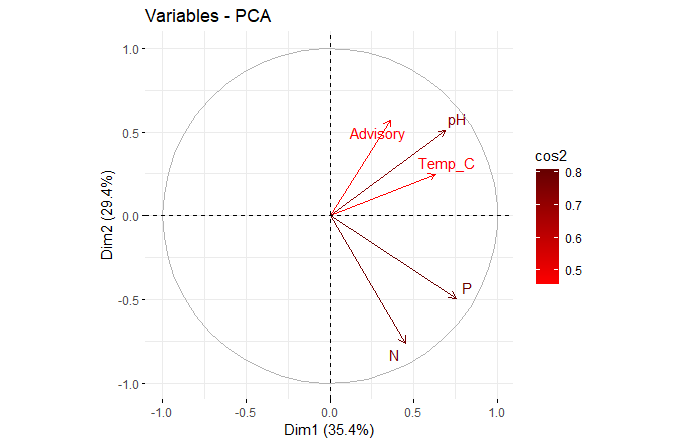 Variables - PCA
1.0
0.5
0.0
-0.5
-1.0
Dim2 (29.4%)
Advisory
pH
Temp_C
P
N
-1.0
-0.5
0.0
0.5
1.0
Dim1 (35.4%)
cos2
0.8
0.7
0.6
0.5